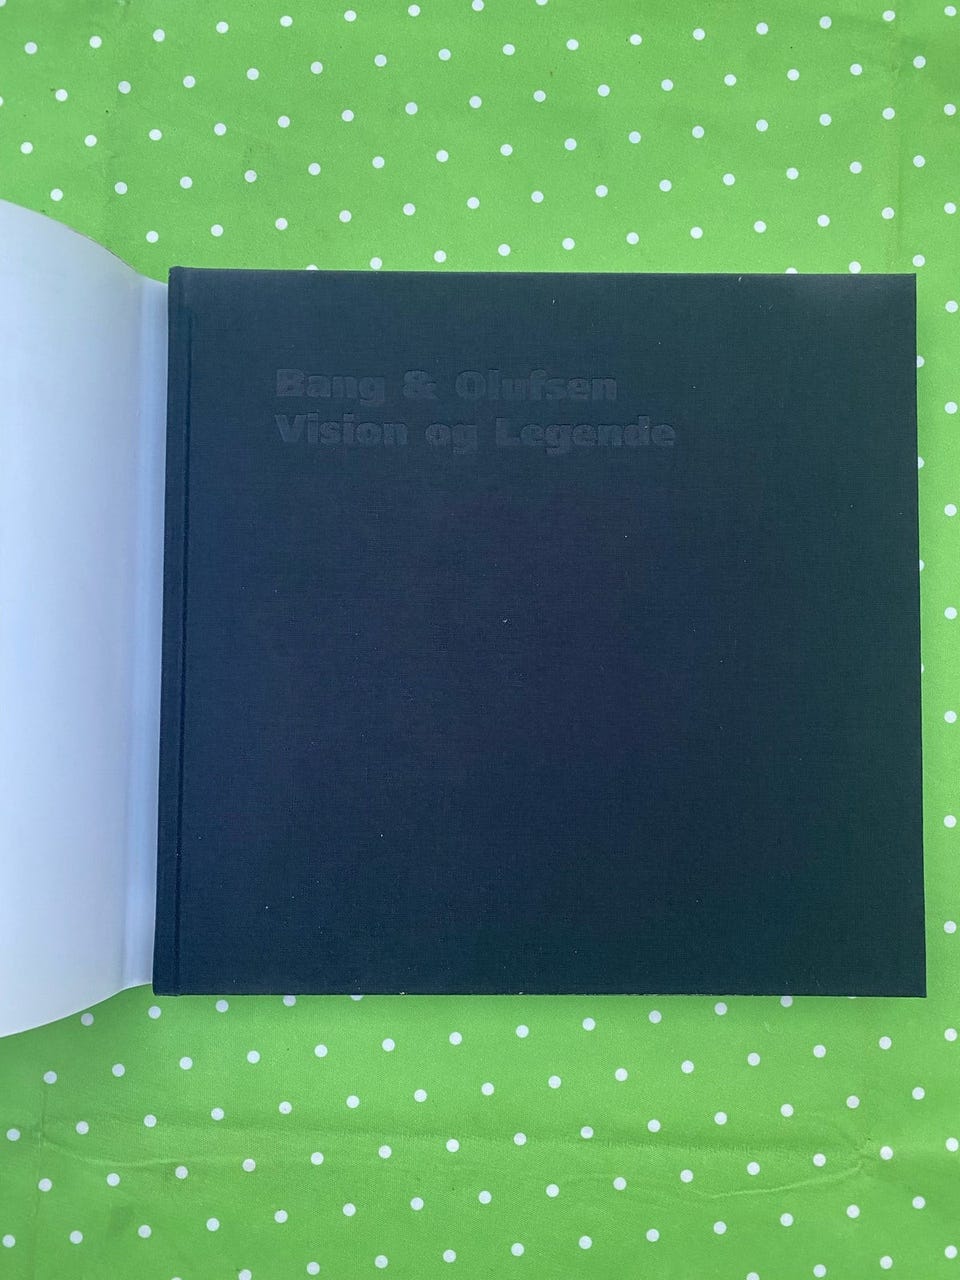 Bang & Olufsen
Vision og Legende